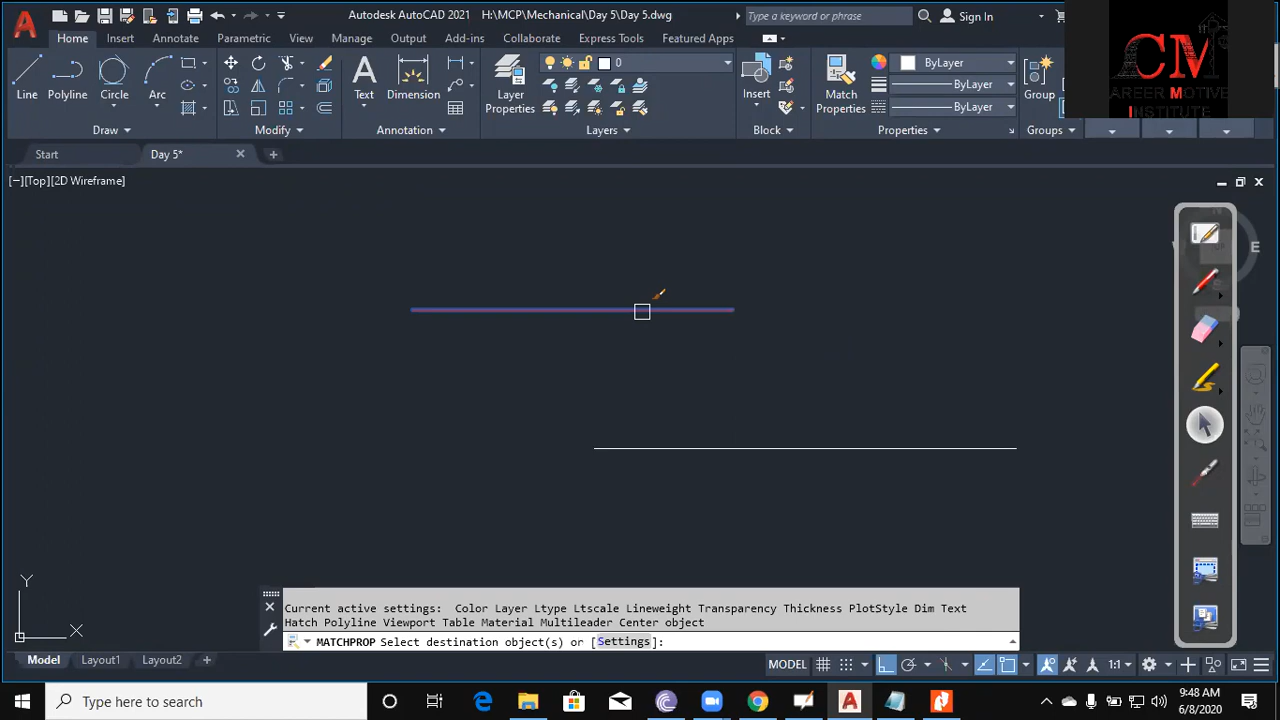 Autodesk AutoCAD 2021 H:\MCP\Mechanical\Day 5\Day 5.dwg
Type a keyword or phrase
Sign In
Home Insert Annotate Parametric View Manage Output Add-ins Collaborate Express Tools Featured Apps
CM
CAREER MOTIVE
INSTITUTE
0
ByLayer
ByLayer
ByLayer
Line Polyline Circle Arc Text Dimension Layer Properties Insert Match Properties Group
Draw Modify Annotation Layers Block Properties Groups
Start Day 5*
[−][Top][2D Wireframe]
W E
Y
X
Current active settings: Color Layer Ltype Ltscale Lineweight Transparency Thickness PlotStyle Dim Text
Hatch Polyline Viewport Table Material Multileader Center object
MATCHPROP Select destination object(s) or [Settings]:
Model Layout1 Layout2 +
MODEL 1:1
Type here to search
9:48 AM
6/8/2020